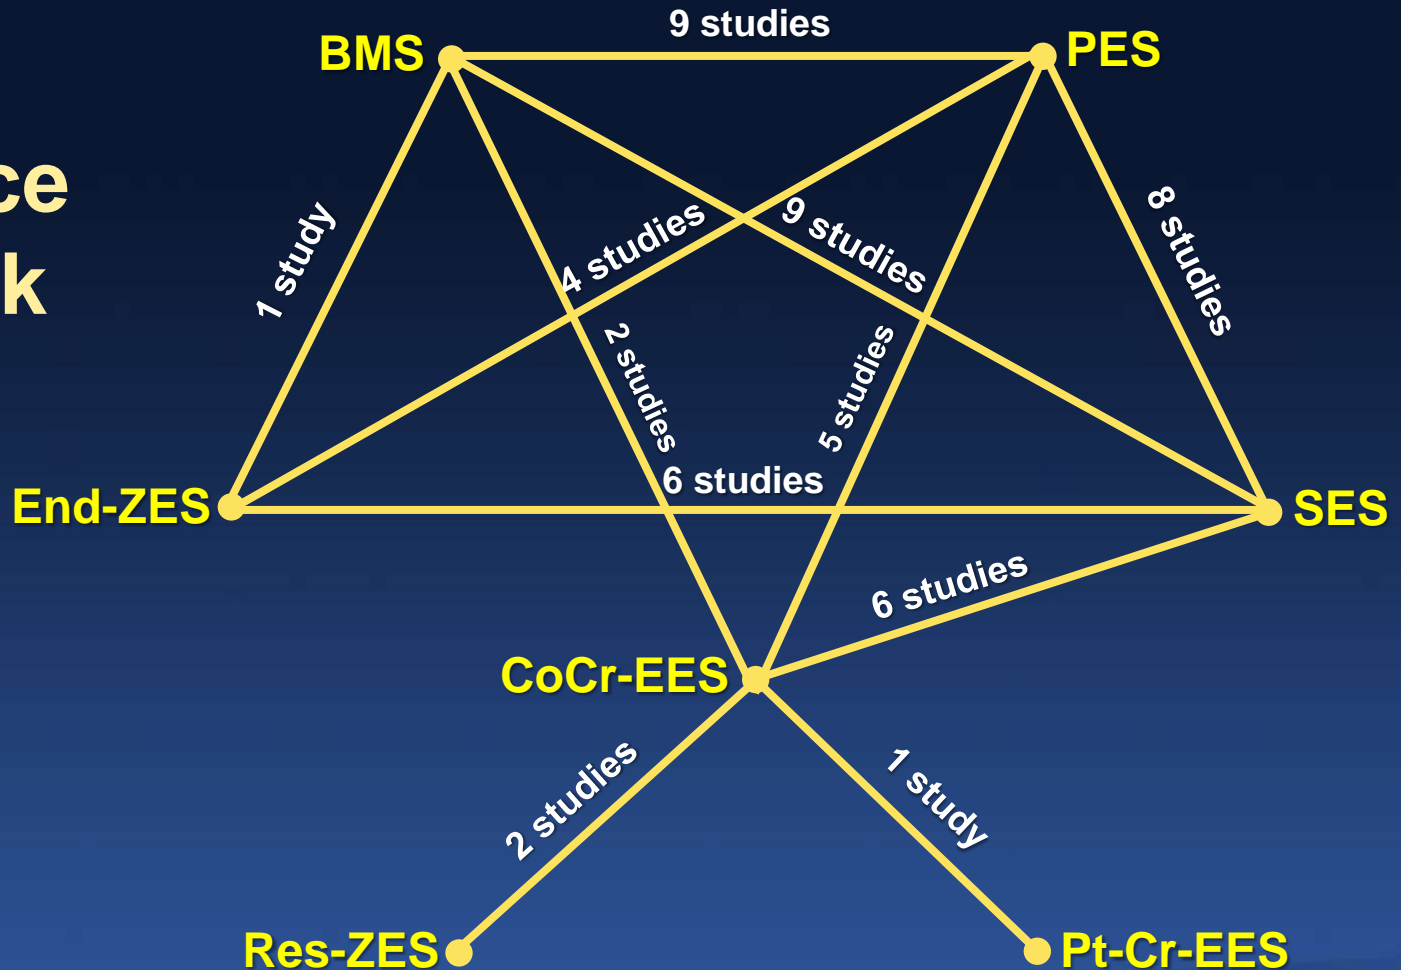 9 studies
BMS
PES
ce
k
1 study
4 studies
9 studies
8 studies
2 studies
5 studies
6 studies
End-ZES
SES
6 studies
CoCr-EES
2 studies
1 study
Res-ZES
Pt-Cr-EES